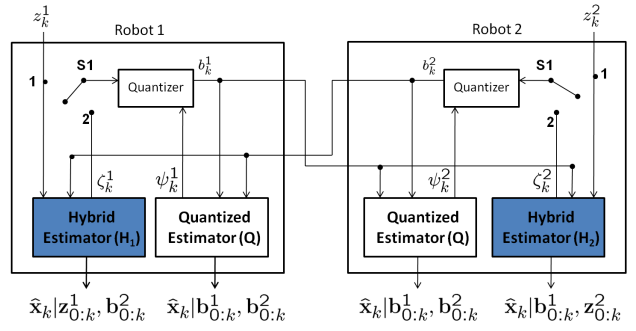 z_k^1
z_k^2
Robot 1
Robot 2
S1
b_k^1
b_k^2
S1
1
1
Quantizer
Quantizer
2
2
ζ_k^1
ψ_k^1
ψ_k^2
ζ_k^2
Hybrid
Estimator (H₁)
Quantized
Estimator (Q)
Quantized
Estimator (Q)
Hybrid
Estimator (H₂)
x̂_k|z_{0:k}^1, b_{0:k}^2
x̂_k|b_{0:k}^1, b_{0:k}^2
x̂_k|b_{0:k}^1, b_{0:k}^2
x̂_k|b_{0:k}^1, z_{0:k}^2